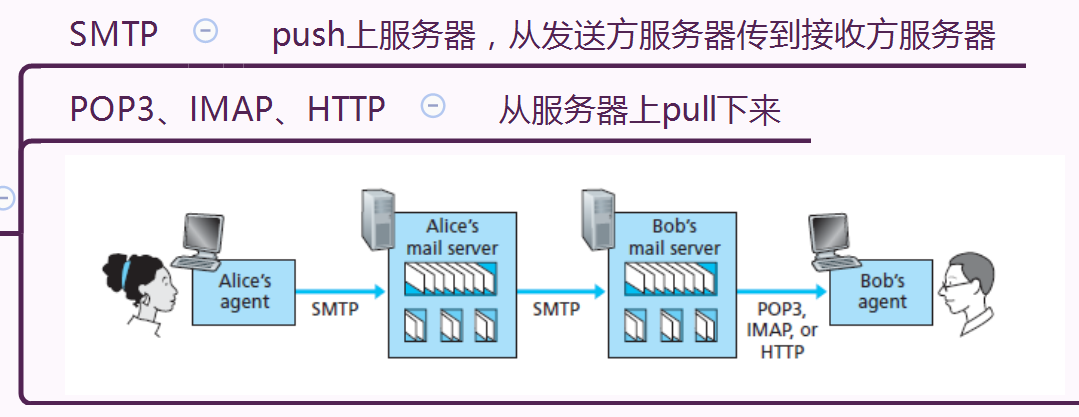 SMTP push上服务器，从发送方服务器传到接收方服务器
POP3、IMAP、HTTP 从服务器上pull下来
Alice's
agent
SMTP
Alice's
mail server
SMTP
Bob's
mail server
POP3,
IMAP, or
HTTP
Bob's
agent